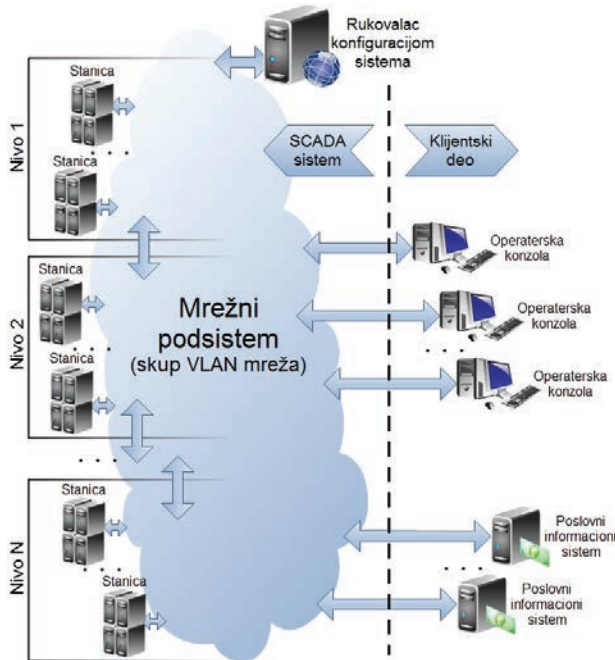 Rukovalac
konfiguracijom
sistema
Nivo 1
Stanica
. . .
Stanica
SCADA
sistem
Klijentski
deo
Operaterska
konzola
Nivo 2
Stanica
. . .
Stanica
Mrežni
podsistem
(skup VLAN mreža)
Operaterska
konzola
. . .
Operaterska
konzola
. . .
. . .
Nivo N
Stanica
. . .
Stanica
Poslovni
informacioni
sistem
. . .
Poslovni
informacioni
sistem